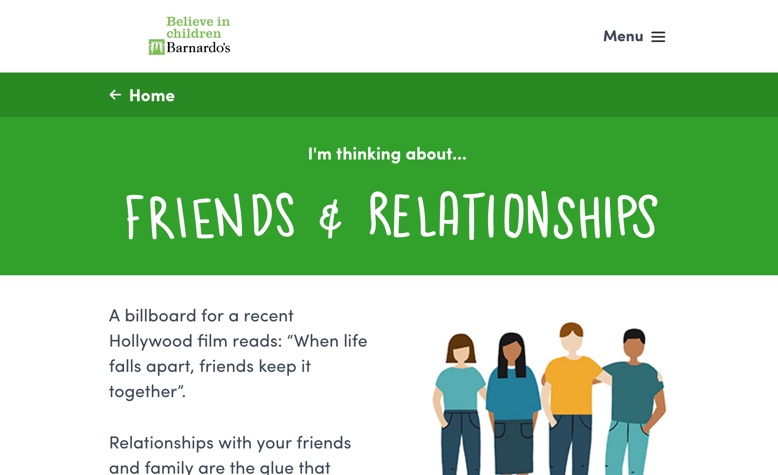 Believe in
children
Barnardo's
Menu
Home
I'm thinking about...
FRIENDS & RELATIONSHIPS
A billboard for a recent
Hollywood film reads: “When life
falls apart, friends keep it
together”.
Relationships with your friends
and family are the glue that